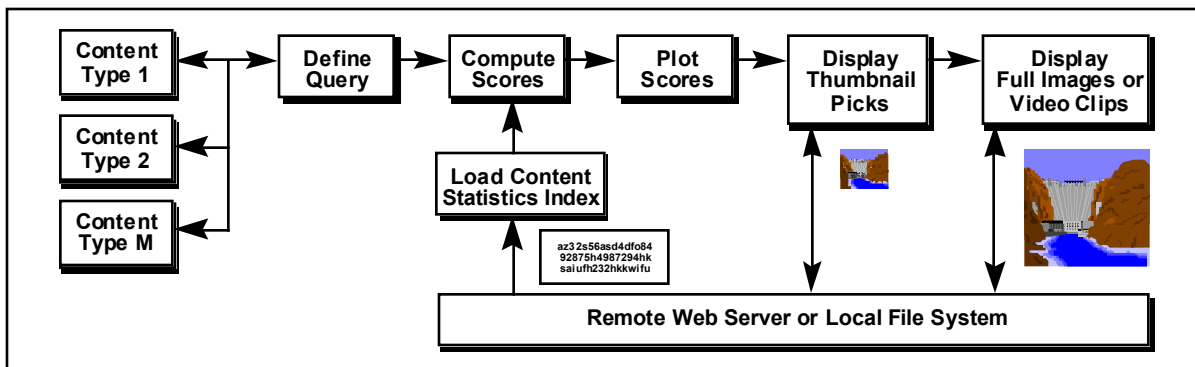 Content
Type 1
Define
Query
Compute
Scores
Plot
Scores
Display
Thumbnail
Picks
Display
Full Images or
Video Clips
Content
Type 2
Content
Type M
Load Content
Statistics Index
az32s56asd4dfo84
92875h4987294hk
saiufh232hkkwifu
Remote Web Server or Local File System